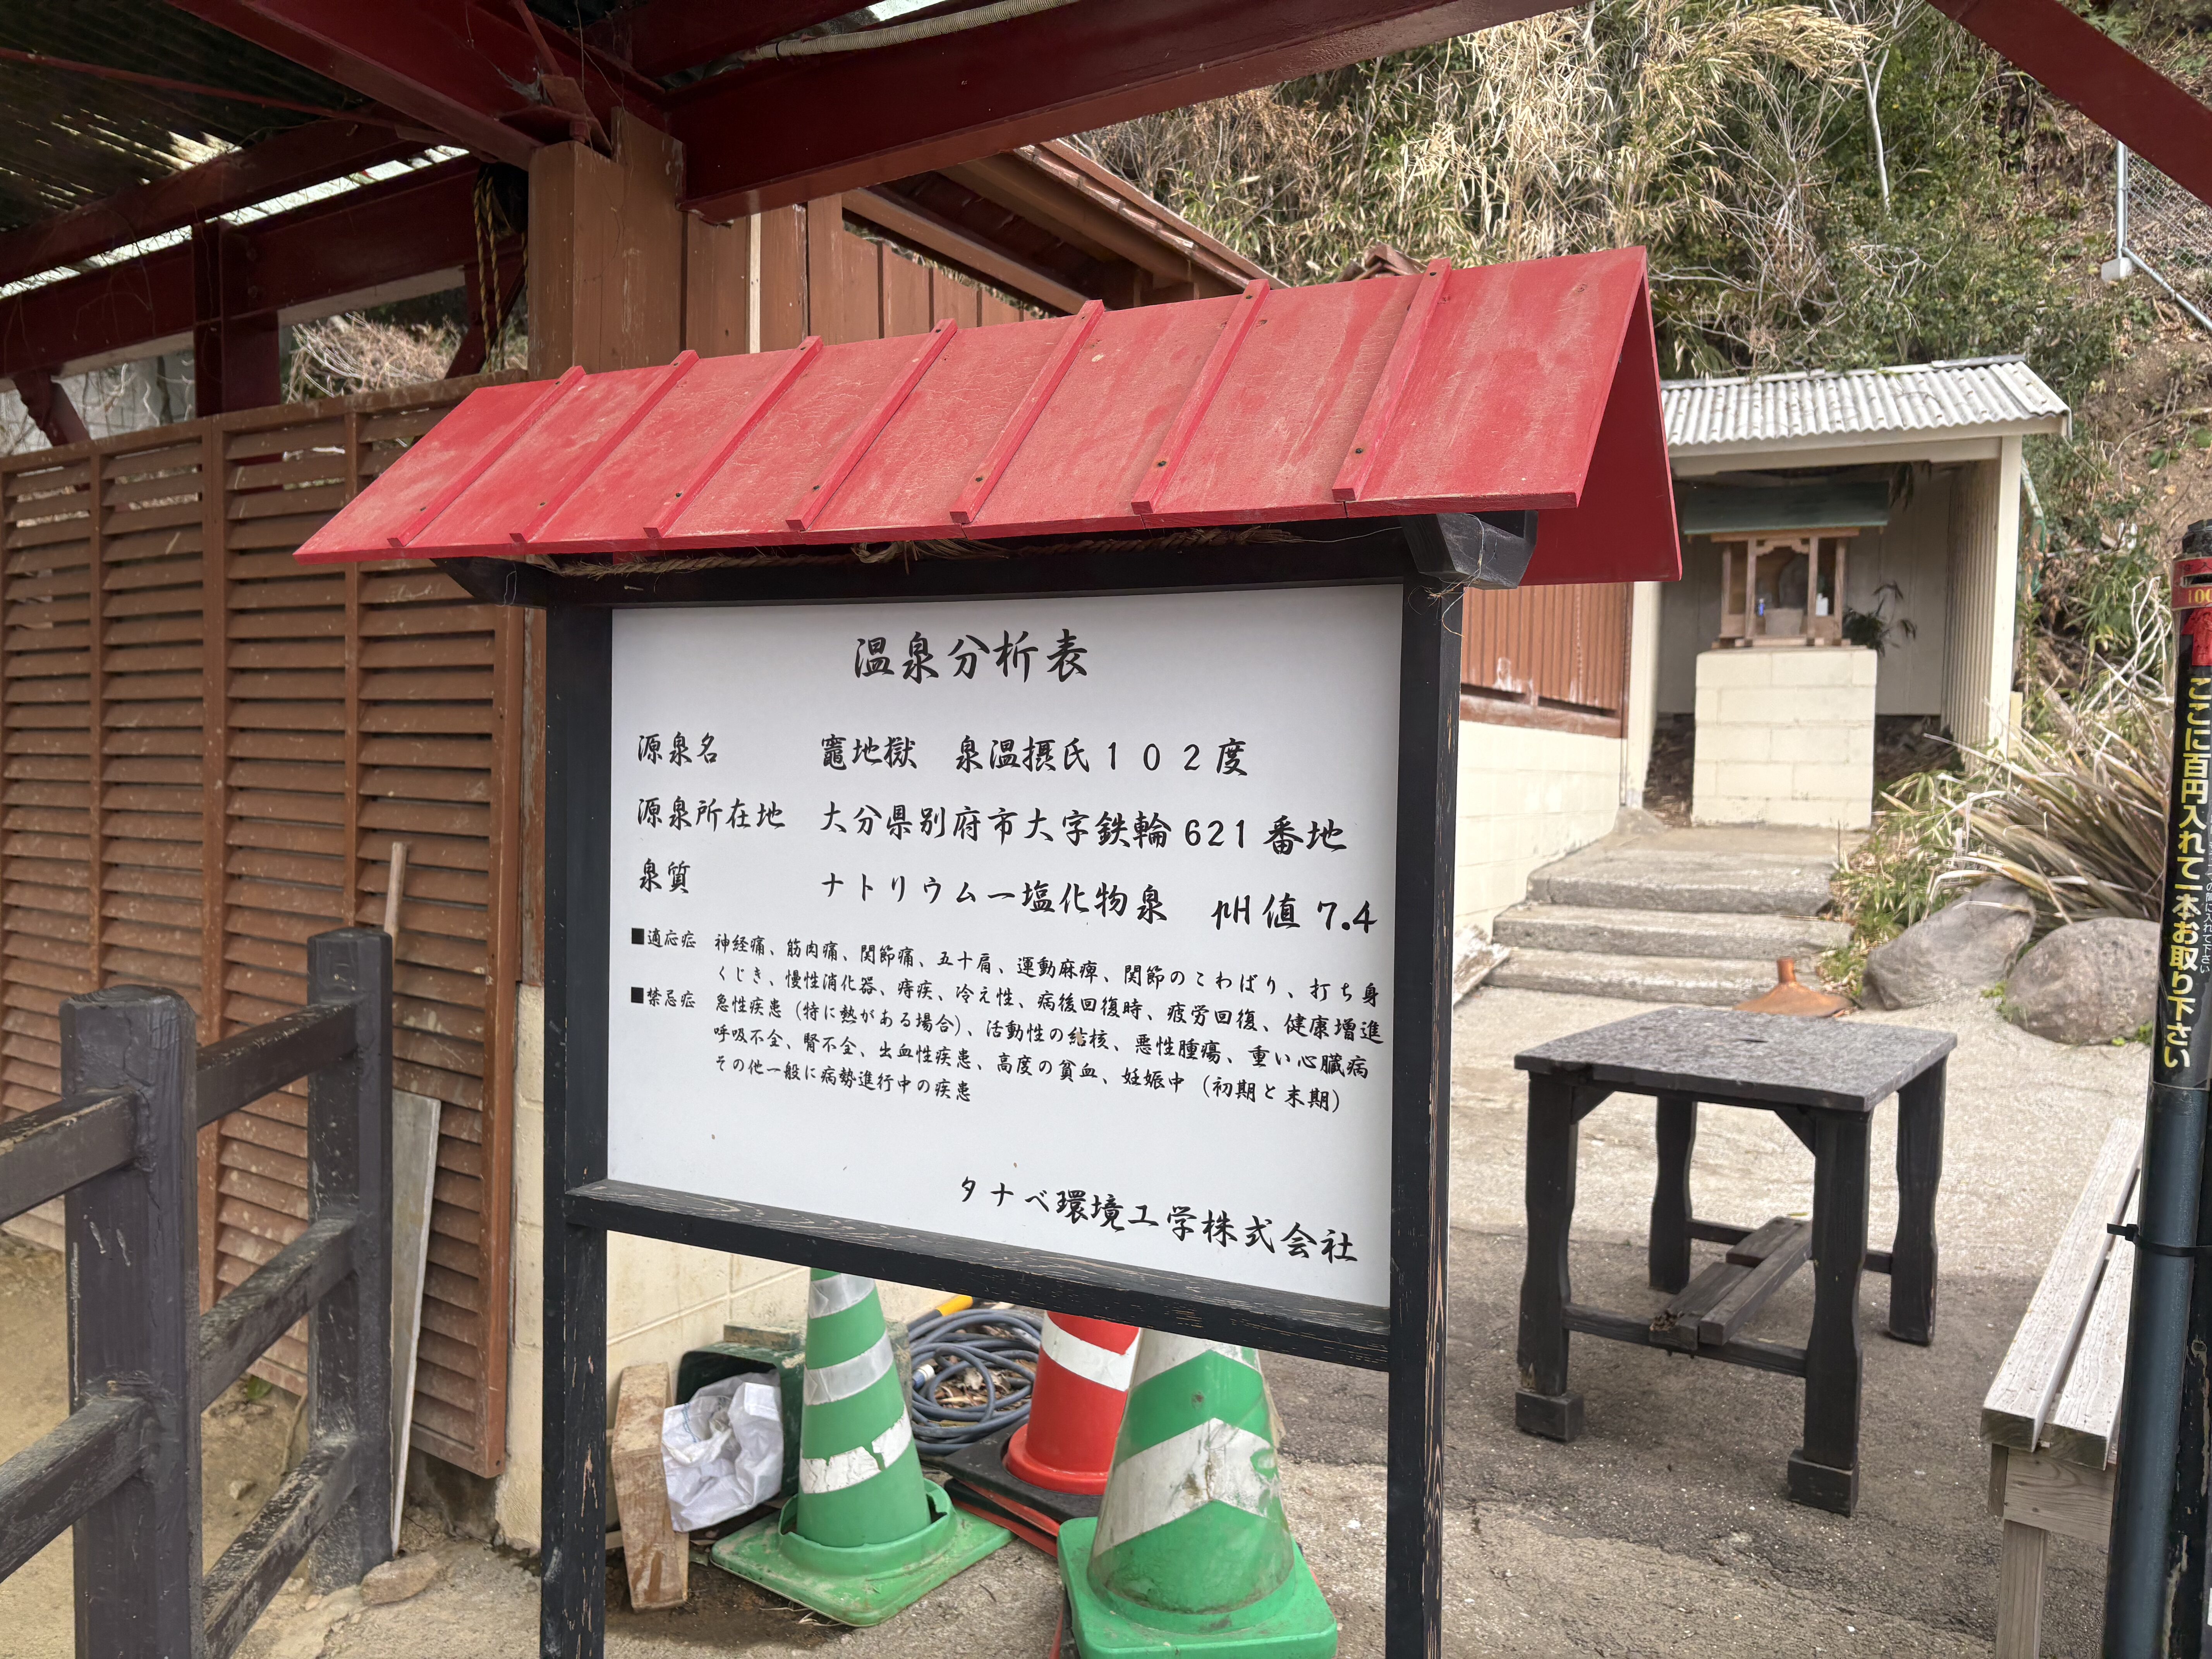 温泉分析表
源泉名 竈地獄 泉温摂氏102度
源泉所在地 大分県別府市大字鉄輪621番地
泉質 ナトリウムー塩化物泉 pH値7.4
■適応症 神経痛、筋肉痛、関節痛、五十肩、運動麻痺、関節のこわばり、打ち身
くじき、慢性消化器、痔疾、冷え性、病後回復時、疲労回復、健康増進
■禁忌症 急性疾患(特に熱がある場合)、活動性の結核、悪性腫瘍、重い心臓病
呼吸不全、腎不全、出血性疾患、高度の貧血、妊娠中(初期と末期)
その他一般に病勢進行中の疾患
タナベ環境工学株式会社
100
ここに百円入れて一本お取り下さい